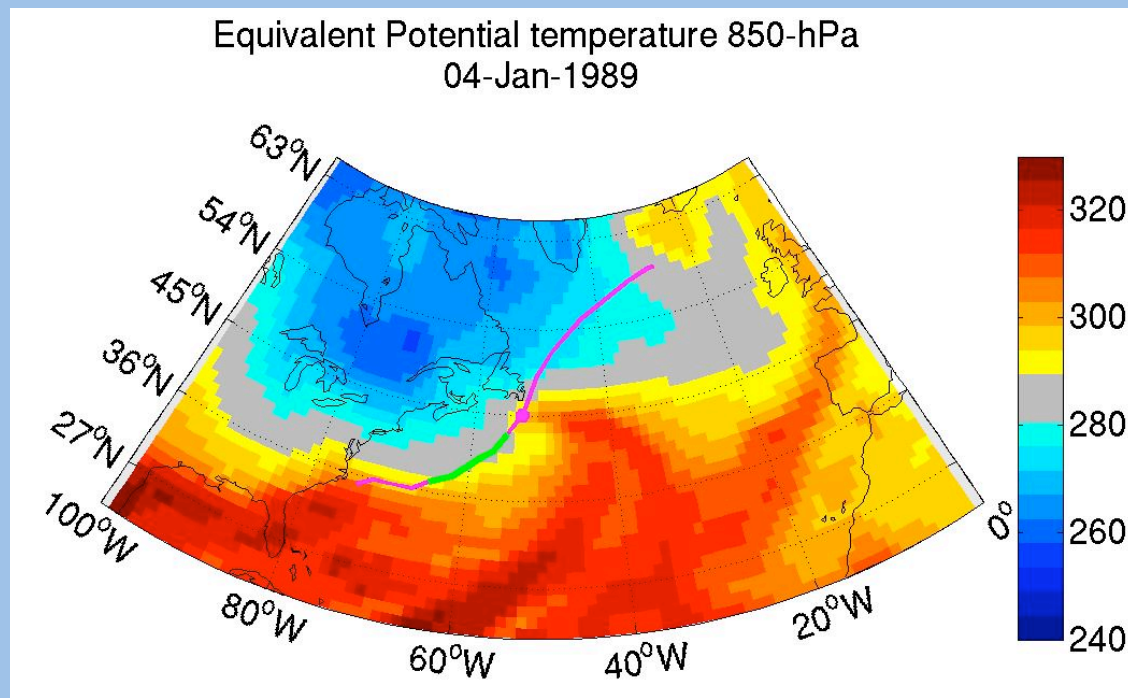 Equivalent Potential temperature 850-hPa
04-Jan-1989
63°N
54°N
45°N
36°N
27°N
100°W
80°W
60°W
40°W
20°W
0°
320
300
280
260
240